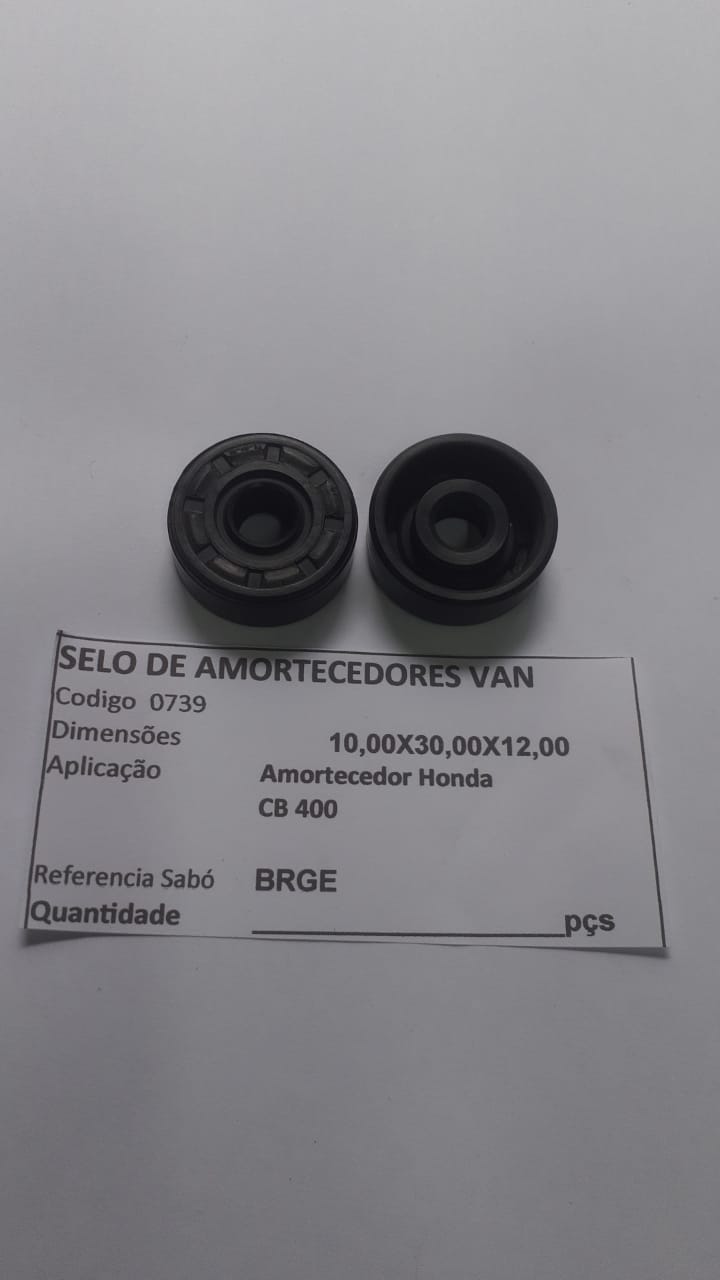 SELO DE AMORTECEDORES VAN
Codigo 0739
Dimensões 10,00X30,00X12,00
Aplicação Amortecedor Honda
CB 400
Referencia Sabó BRGE
Quantidade ____________________pçs